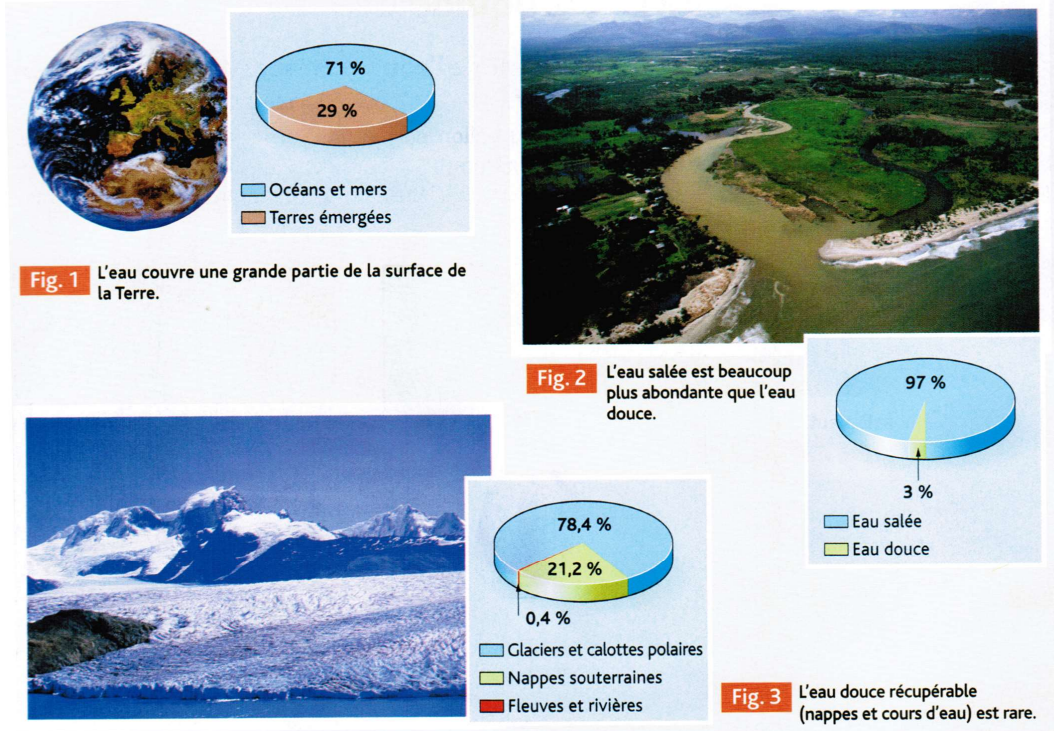 71 %
29 %
Océans et mers
Terres émergées
Fig. 1
L'eau couvre une grande partie de la surface de
la Terre.
Fig. 2
L'eau salée est beaucoup
plus abondante que l'eau
douce.
97 %
3 %
Eau salée
Eau douce
78,4 %
21,2 %
0,4 %
Glaciers et calottes polaires
Nappes souterraines
Fleuves et rivières
Fig. 3
L'eau douce récupérable
(nappes et cours d'eau) est rare.